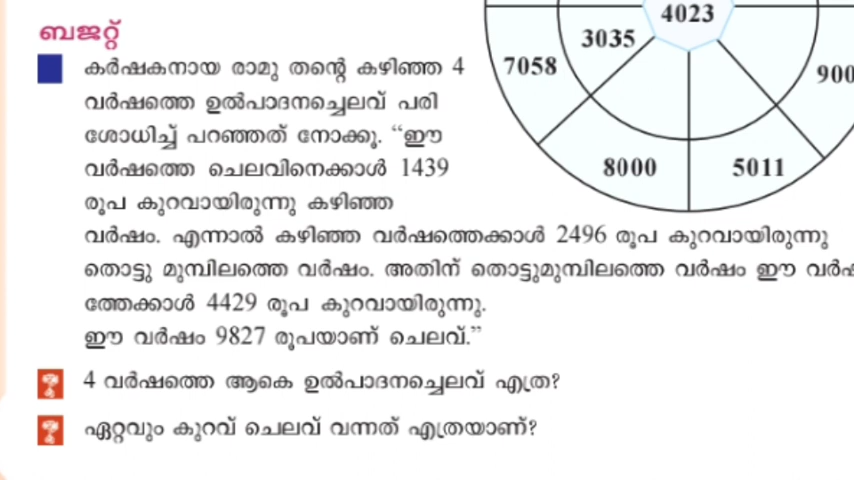 4023
3035
7058
900
8000
5011
ബജറ്റ്
കർഷകനായ രാമു തന്റെ കഴിഞ്ഞ 4
വർഷത്തെ ഉൽപാദനച്ചെലവ് പരി
ശോധിച്ച് പറഞ്ഞത് നോക്കൂ. “ഈ
വർഷത്തെ ചെലവിനെക്കാൾ 1439
രൂപ കുറവായിരുന്നു കഴിഞ്ഞ
വർഷം. എന്നാൽ കഴിഞ്ഞ വർഷത്തെക്കാൾ 2496 രൂപ കുറവായിരുന്നു
തൊട്ടു മുമ്പിലത്തെ വർഷം. അതിന് തൊട്ടുമുമ്പിലത്തെ വർഷം ഈ വർഷ
ത്തേക്കാൾ 4429 രൂപ കുറവായിരുന്നു.
ഈ വർഷം 9827 രൂപയാണ് ചെലവ്.”
4 വർഷത്തെ ആകെ ഉൽപാദനച്ചെലവ് എത്ര?
ഏറ്റവും കുറവ് ചെലവ് വന്നത് എത്രയാണ്?